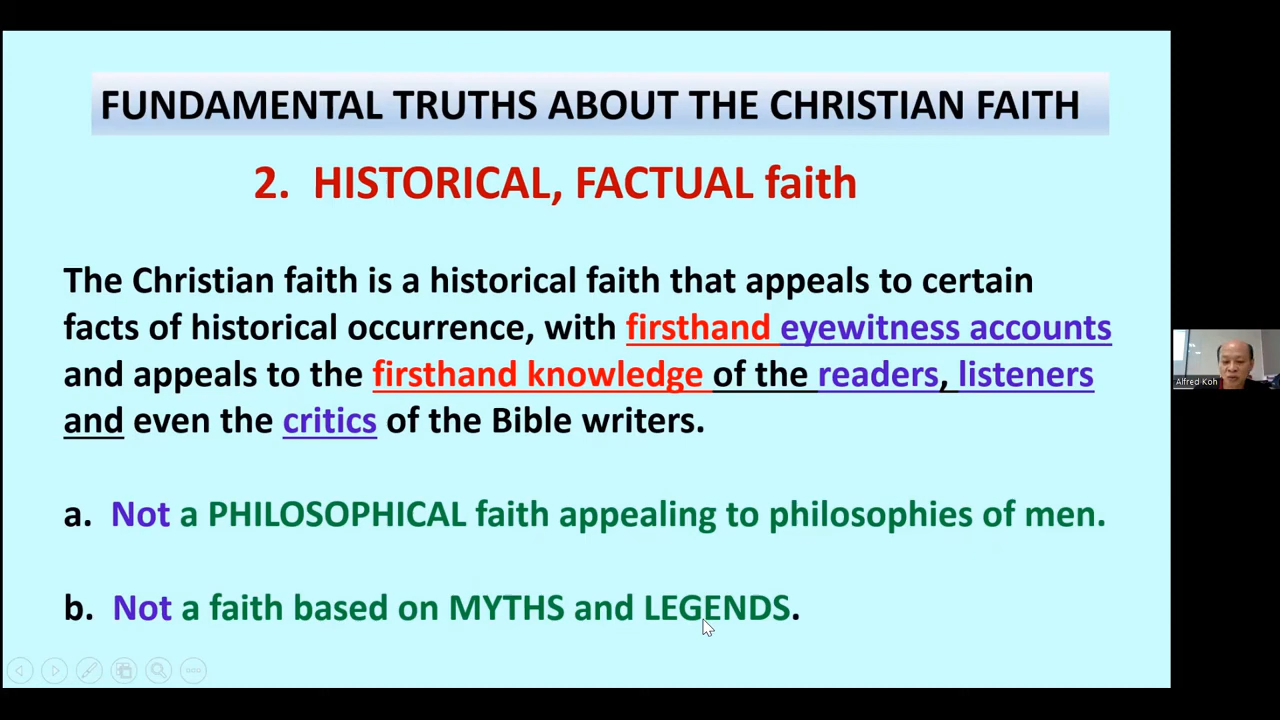 FUNDAMENTAL TRUTHS ABOUT THE CHRISTIAN FAITH
2. HISTORICAL, FACTUAL faith
The Christian faith is a historical faith that appeals to certain
facts of historical occurrence, with firsthand eyewitness accounts
and appeals to the firsthand knowledge of the readers, listeners
and even the critics of the Bible writers.
a. Not a PHILOSOPHICAL faith appealing to philosophies of men.
b. Not a faith based on MYTHS and LEGENDS.
Alfred Koh